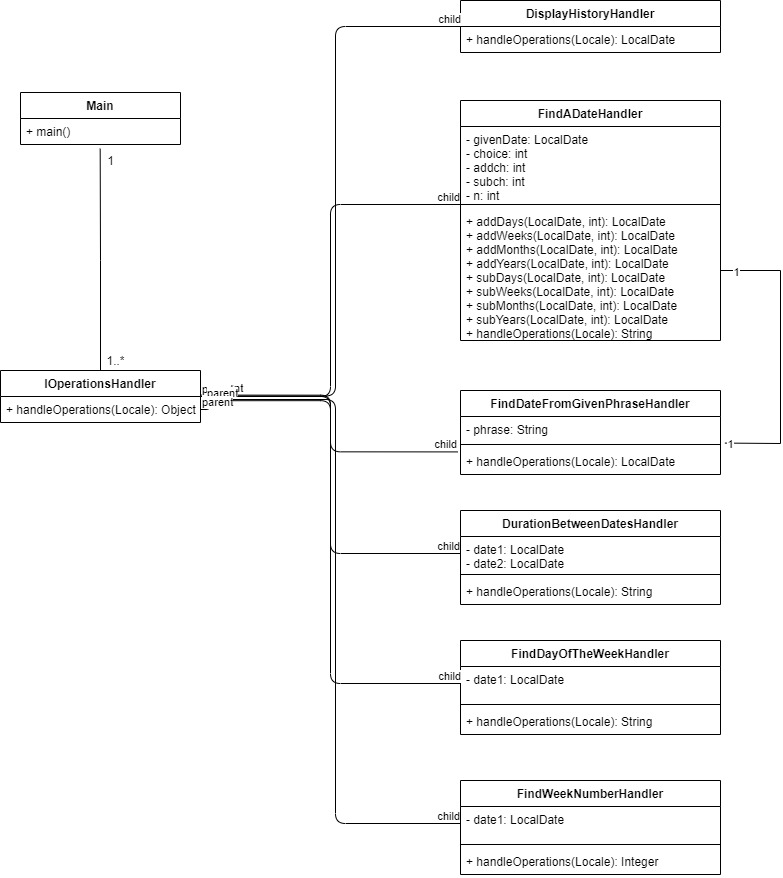 Main
+ main()
1
1..*
IOperationsHandler
+ handleOperations(Locale): Object
parent
parent
child
DisplayHistoryHandler
+ handleOperations(Locale): LocalDate
child
FindADateHandler
- givenDate: LocalDate
- choice: int
- addch: int
- subch: int
- n: int
+ addDays(LocalDate, int): LocalDate
+ addWeeks(LocalDate, int): LocalDate
+ addMonths(LocalDate, int): LocalDate
+ addYears(LocalDate, int): LocalDate
+ subDays(LocalDate, int): LocalDate
+ subWeeks(LocalDate, int): LocalDate
+ subMonths(LocalDate, int): LocalDate
+ subYears(LocalDate, int): LocalDate
+ handleOperations(Locale): String
1
child
FindDateFromGivenPhraseHandler
- phrase: String
+ handleOperations(Locale): LocalDate
1
child
DurationBetweenDatesHandler
- date1: LocalDate
- date2: LocalDate
+ handleOperations(Locale): String
child
FindDayOfTheWeekHandler
- date1: LocalDate
+ handleOperations(Locale): String
child
FindWeekNumberHandler
- date1: LocalDate
+ handleOperations(Locale): Integer